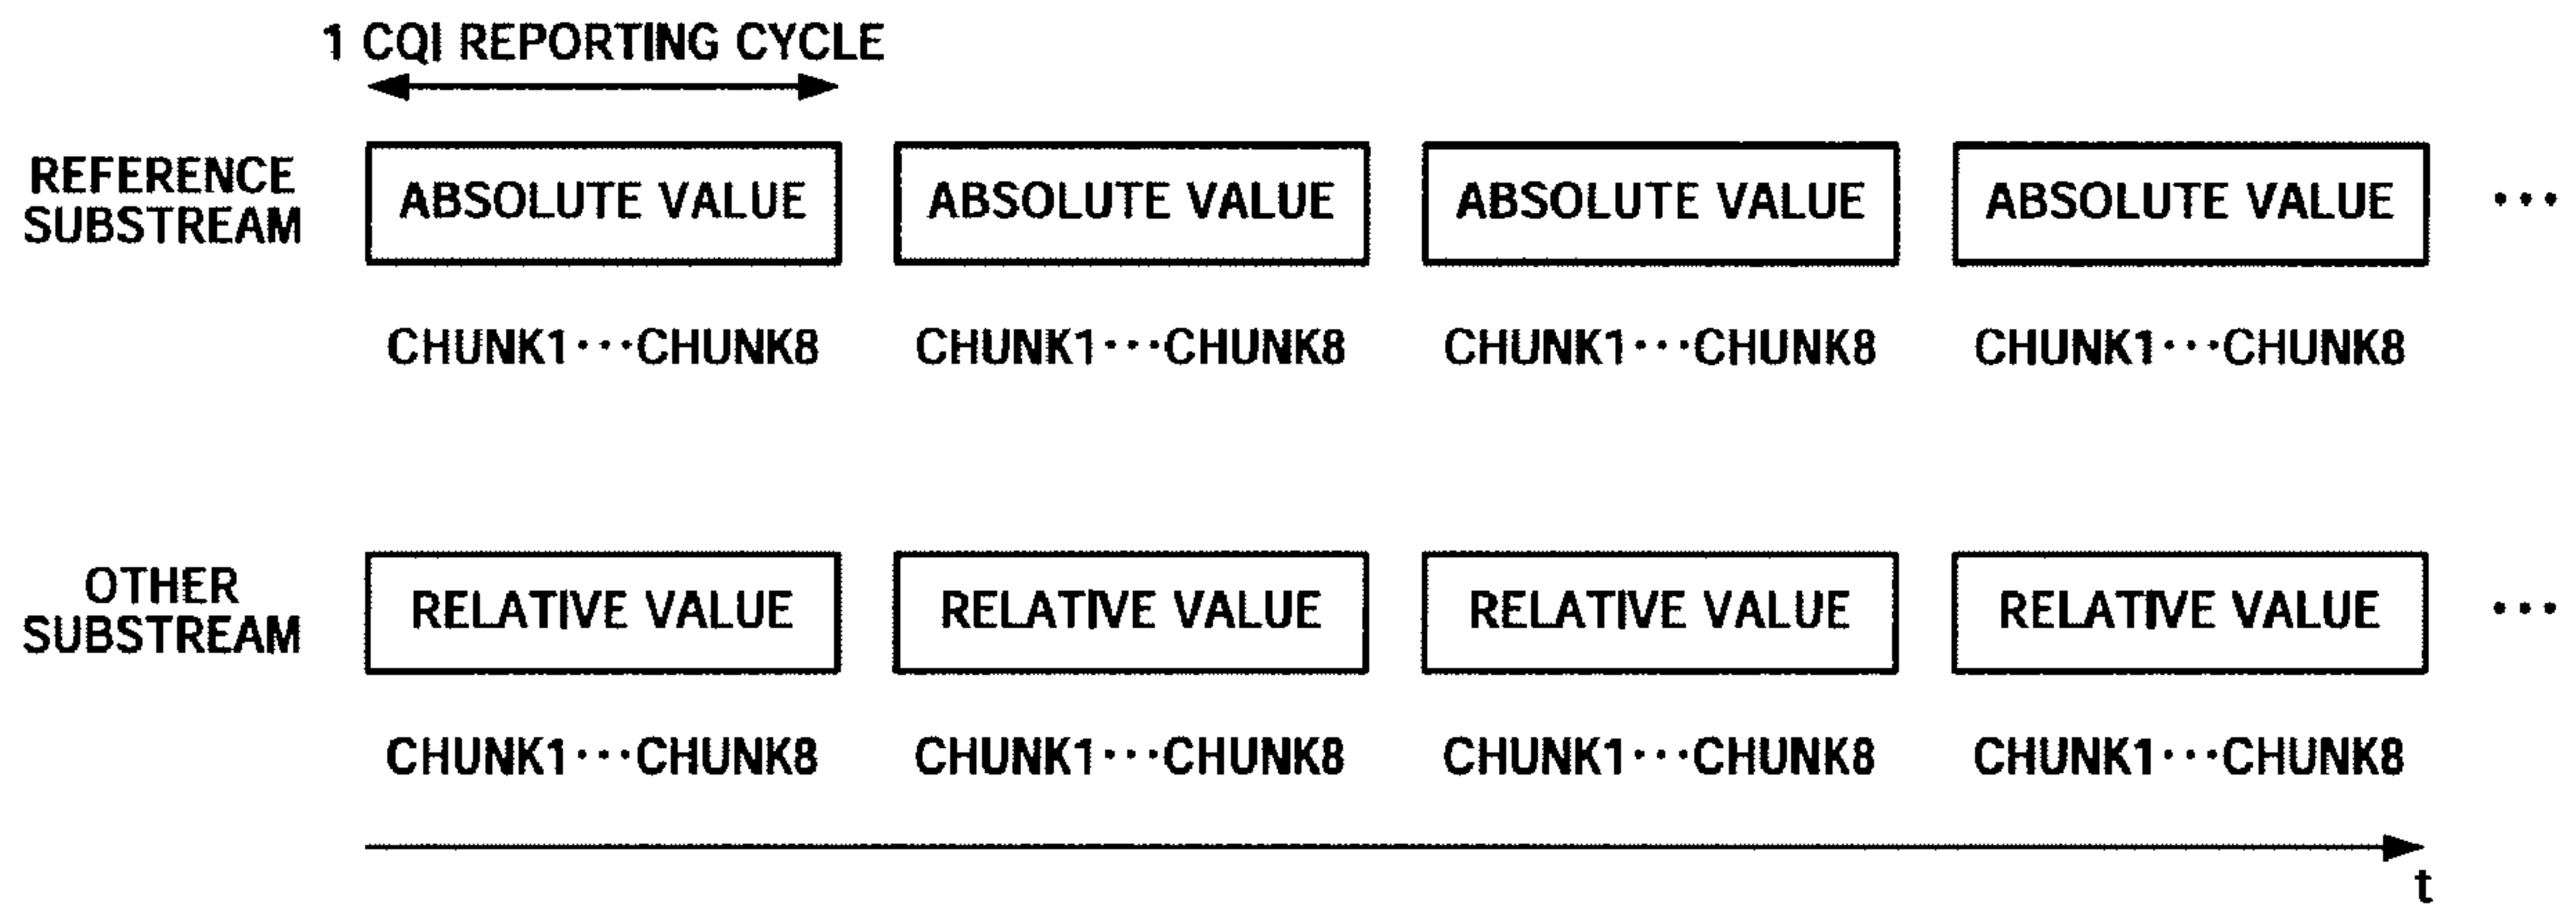 1 CQI REPORTING CYCLE
REFERENCE
SUBSTREAM
ABSOLUTE VALUE ABSOLUTE VALUE ABSOLUTE VALUE ABSOLUTE VALUE ...
CHUNK1...CHUNK8 CHUNK1...CHUNK8 CHUNK1...CHUNK8 CHUNK1...CHUNK8
OTHER
SUBSTREAM
RELATIVE VALUE RELATIVE VALUE RELATIVE VALUE RELATIVE VALUE ...
CHUNK1...CHUNK8 CHUNK1...CHUNK8 CHUNK1...CHUNK8 CHUNK1...CHUNK8
t